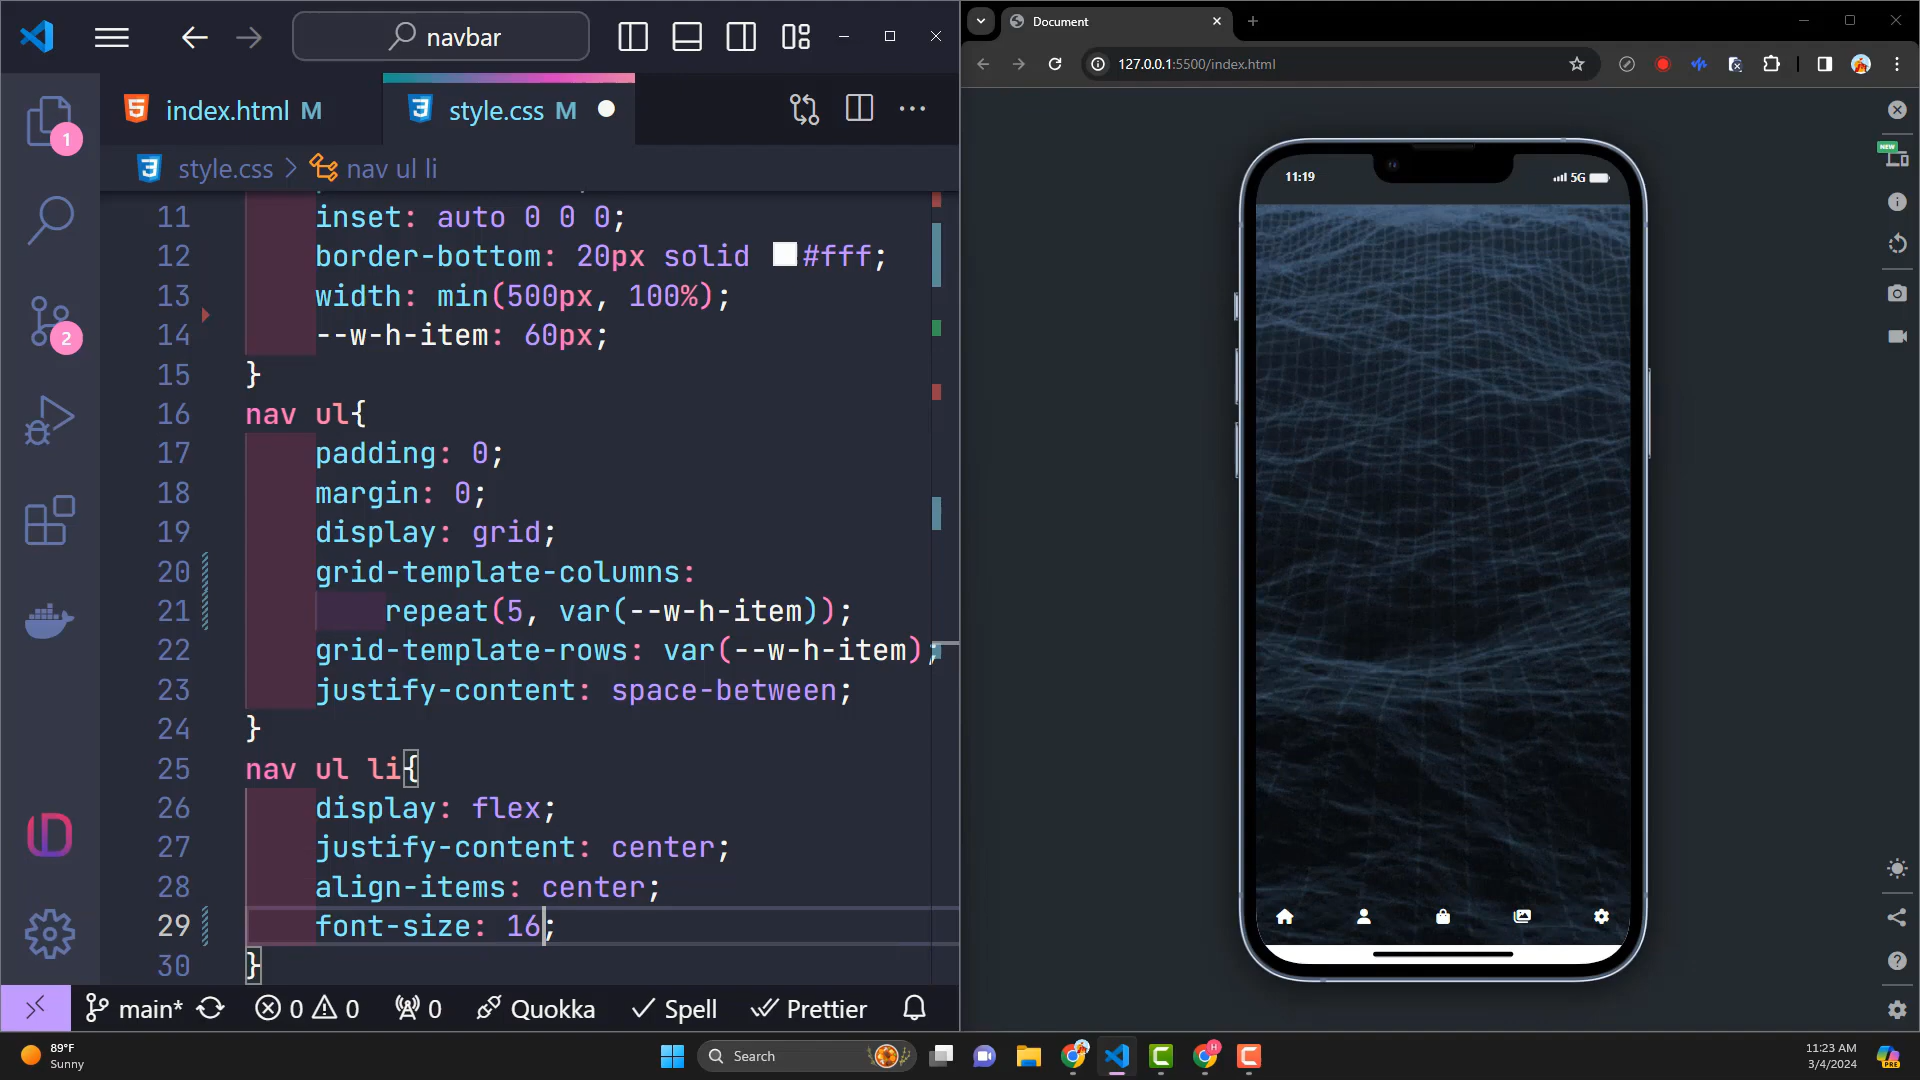 navbar
index.html M
style.css M
style.css > nav ul li
11 inset: auto 0 0 0;
12 border-bottom: 20px solid #fff;
13 width: min(500px, 100%);
14 --w-h-item: 60px;
15 }
16 nav ul{
17 padding: 0;
18 margin: 0;
19 display: grid;
20 grid-template-columns:
21 repeat(5, var(--w-h-item));
22 grid-template-rows: var(--w-h-item);
23 justify-content: space-between;
24 }
25 nav ul li{
26 display: flex;
27 justify-content: center;
28 align-items: center;
29 font-size: 16;
30 }
1
2
main* 0 0 0 Quokka Spell Prettier
Document
127.0.0.1:5500/index.html
NEW
11:19
5G
89°F
Sunny
Search
H
11:23 AM
3/4/2024
PRE